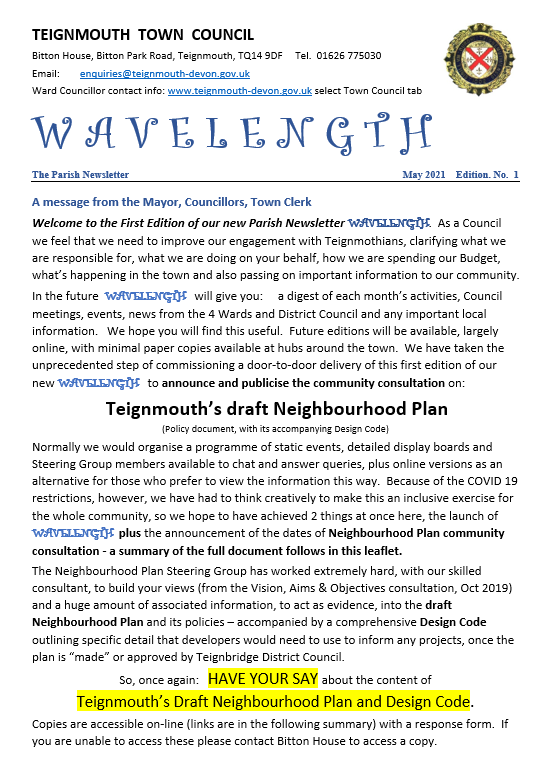 TEIGNMOUTH TOWN COUNCIL
Bitton House, Bitton Park Road, Teignmouth, TQ14 9DF Tel. 01626 775030
Email: enquiries@teignmouth-devon.gov.uk
Ward Councillor contact info: www.teignmouth-devon.gov.uk select Town Council tab
WAVELENGTH
The Parish Newsletter May 2021 Edition. No. 1
A message from the Mayor, Councillors, Town Clerk
Welcome to the First Edition of our new Parish Newsletter WAVELENGTH. As a Council
we feel that we need to improve our engagement with Teignmothians, clarifying what we
are responsible for, what we are doing on your behalf, how we are spending our Budget,
what's happening in the town and also passing on important information to our community.
In the future WAVELENGTH will give you: a digest of each month's activities, Council
meetings, events, news from the 4 Wards and District Council and any important local
information. We hope you will find this useful. Future editions will be available, largely
online, with minimal paper copies available at hubs around the town. We have taken the
unprecedented step of commissioning a door-to-door delivery of this first edition of our
new WAVELENGTH to announce and publicise the community consultation on:
Teignmouth's draft Neighbourhood Plan
(Policy document, with its accompanying Design Code)
Normally we would organise a programme of static events, detailed display boards and
Steering Group members available to chat and answer queries, plus online versions as an
alternative for those who prefer to view the information this way. Because of the COVID 19
restrictions, however, we have had to think creatively to make this an inclusive exercise for
the whole community, so we hope to have achieved 2 things at once here, the launch of
WAVELENGTH plus the announcement of the dates of Neighbourhood Plan community
consultation - a summary of the full document follows in this leaflet.
The Neighbourhood Plan Steering Group has worked extremely hard, with our skilled
consultant, to build your views (from the Vision, Aims & Objectives consultation, Oct 2019)
and a huge amount of associated information, to act as evidence, into the draft
Neighbourhood Plan and its policies – accompanied by a comprehensive Design Code
outlining specific detail that developers would need to use to inform any projects, once the
plan is "made" or approved by Teignbridge District Council.
So, once again: HAVE YOUR SAY about the content of
Teignmouth's Draft Neighbourhood Plan and Design Code.
Copies are accessible on-line (links are in the following summary) with a response form. If
you are unable to access these please contact Bitton House to access a copy.